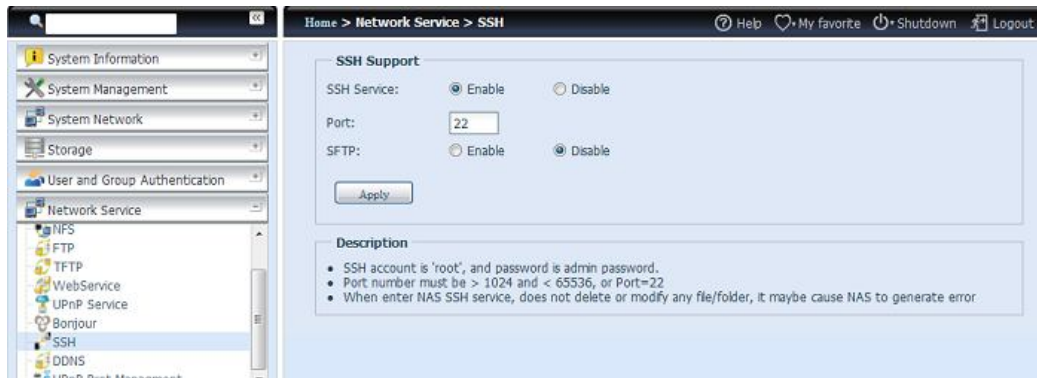 Home > Network Service > SSH
Help
My favorite
Shutdown
Logout
System Information
System Management
System Network
Storage
User and Group Authentication
Network Service
NFS
FTP
TFTP
WebService
UPnP Service
Bonjour
SSH
DDNS
SSH Support
SSH Service: Enable Disable
Port: 22
SFTP: Enable Disable
Apply
Description
• SSH account is 'root', and password is admin password.
• Port number must be > 1024 and < 65536, or Port=22
• When enter NAS SSH service, does not delete or modify any file/folder, it maybe cause NAS to generate error